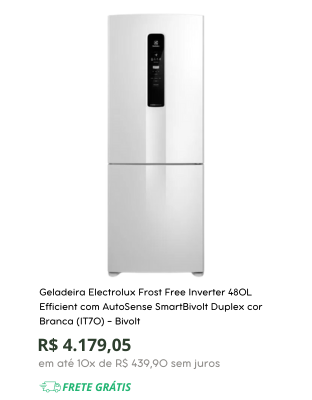 Geladeira Electrolux Frost Free Inverter 480L
Efficient com AutoSense SmartBivolt Duplex cor
Branca (IT70) - Bivolt
R$ 4.179,05
em até 10x de R$ 439,90 sem juros
FRETE GRÁTIS